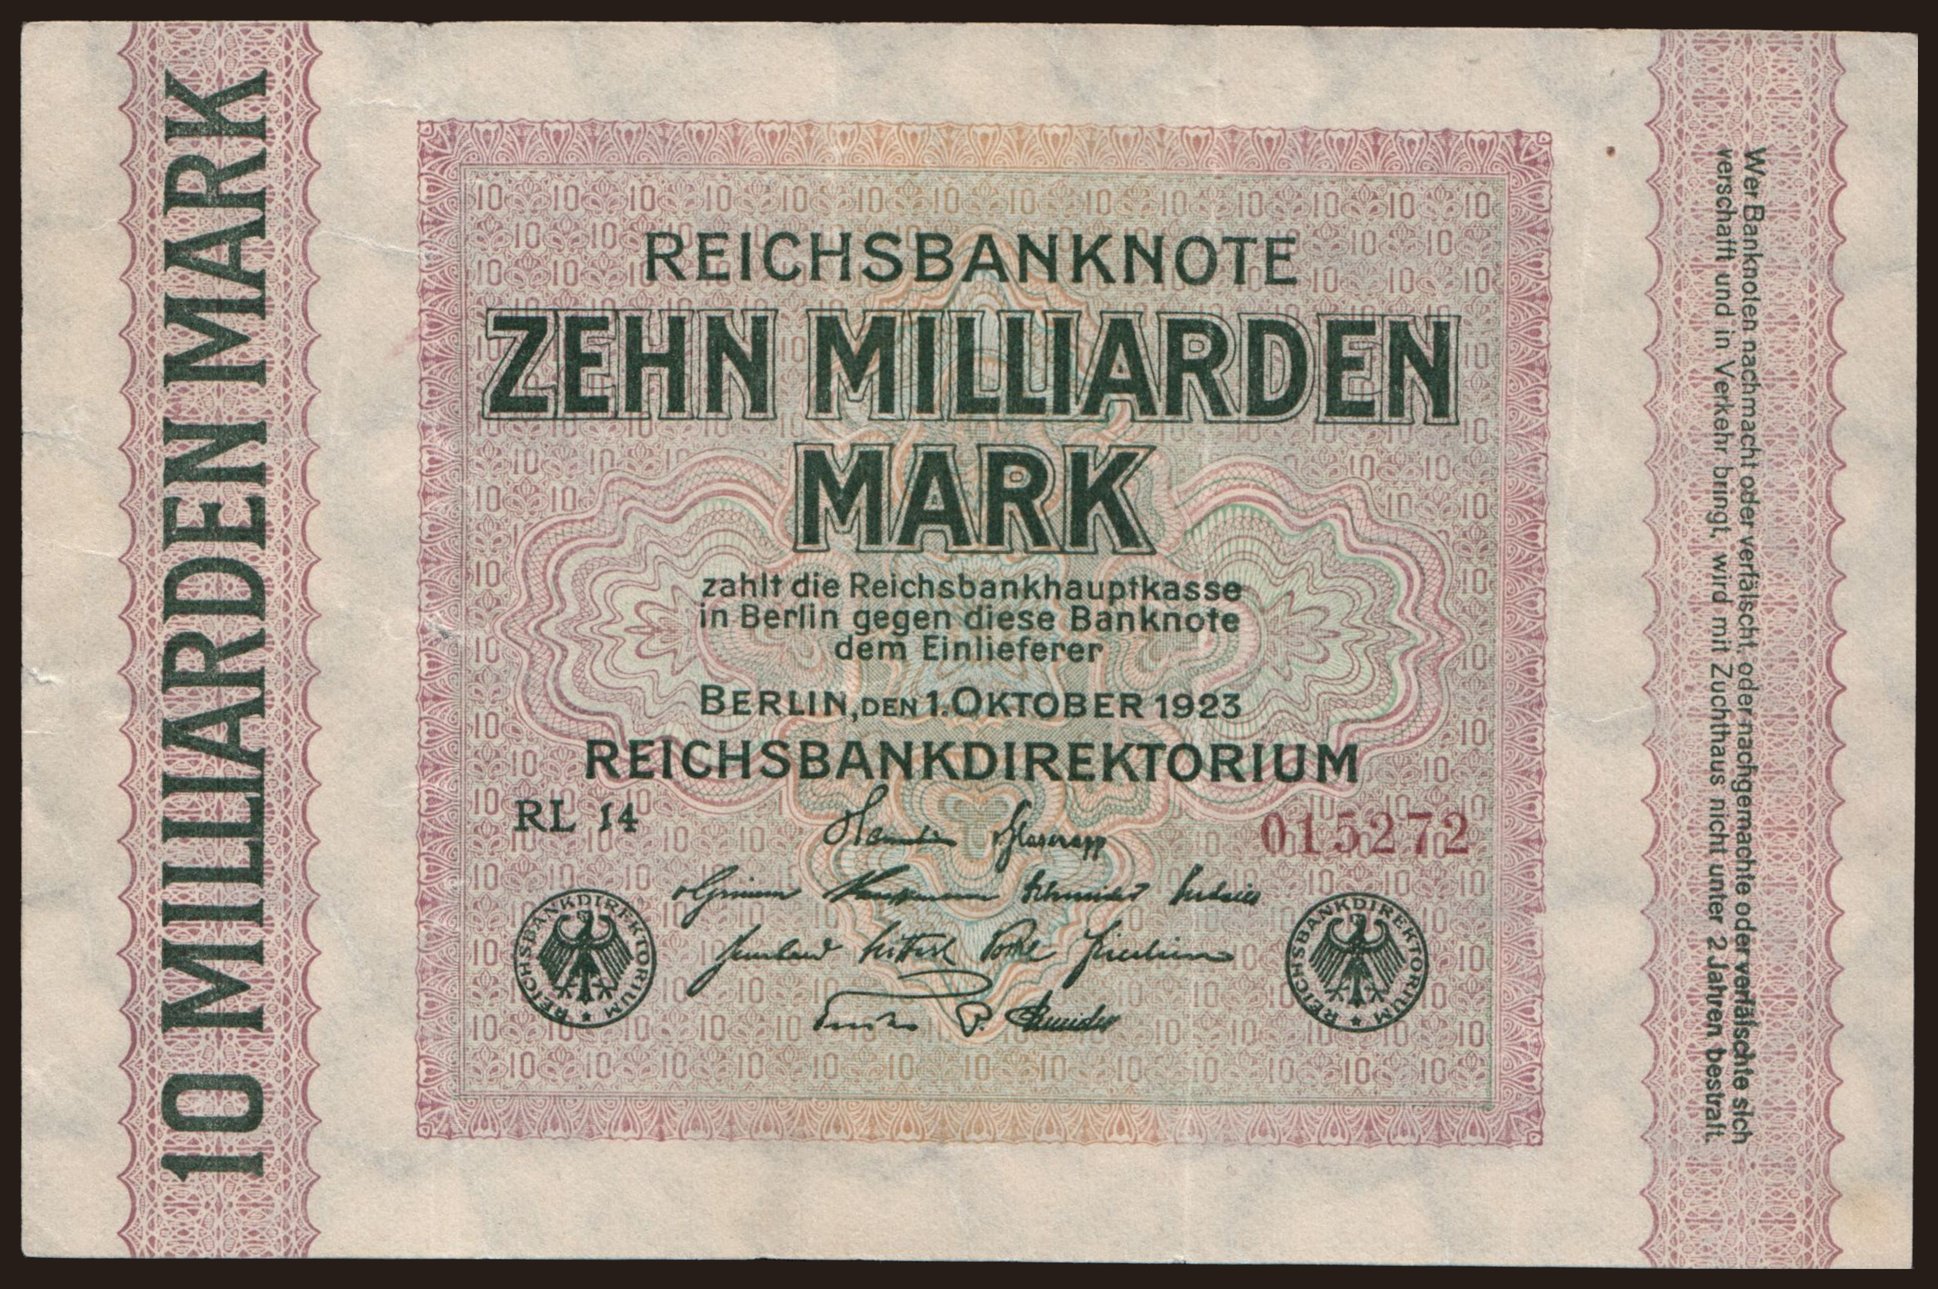 10 MILLIARDEN MARK
REICHSBANKNOTE
ZEHN MILLIARDEN
MARK
zahlt die Reichsbankhauptkasse
in Berlin gegen diese Banknote
dem Einlieferer
BERLIN, DEN 1. OKTOBER 1923
REICHSBANKDIREKTORIUM
RL 14
015272
REICHSBANKDIREKTORIUM
REICHSBANKDIREKTORIUM
Wer Banknoten nachmacht oder verfälscht, oder nachgemachte oder verfälschte sich
verschafft und in Verkehr bringt, wird mit Zuchthaus nicht unter 2 Jahren bestraft.